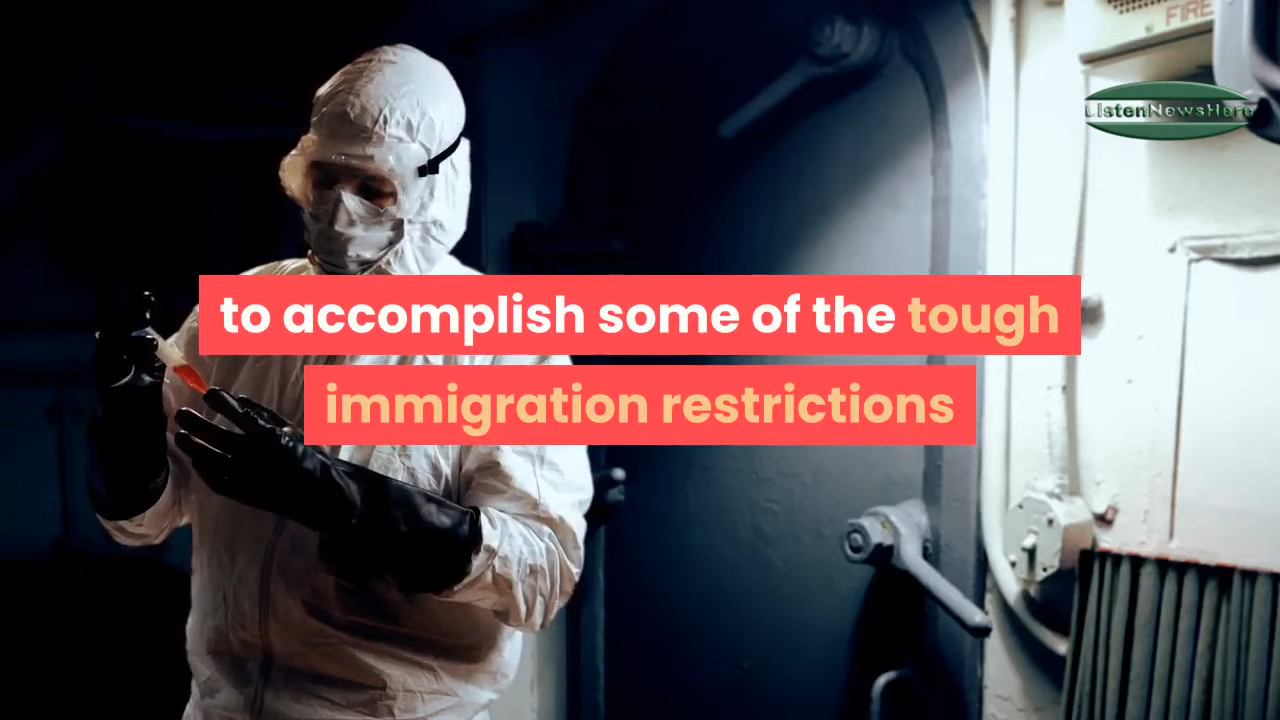 FIRE
ListenNewsHere
to accomplish some of the tough
immigration restrictions